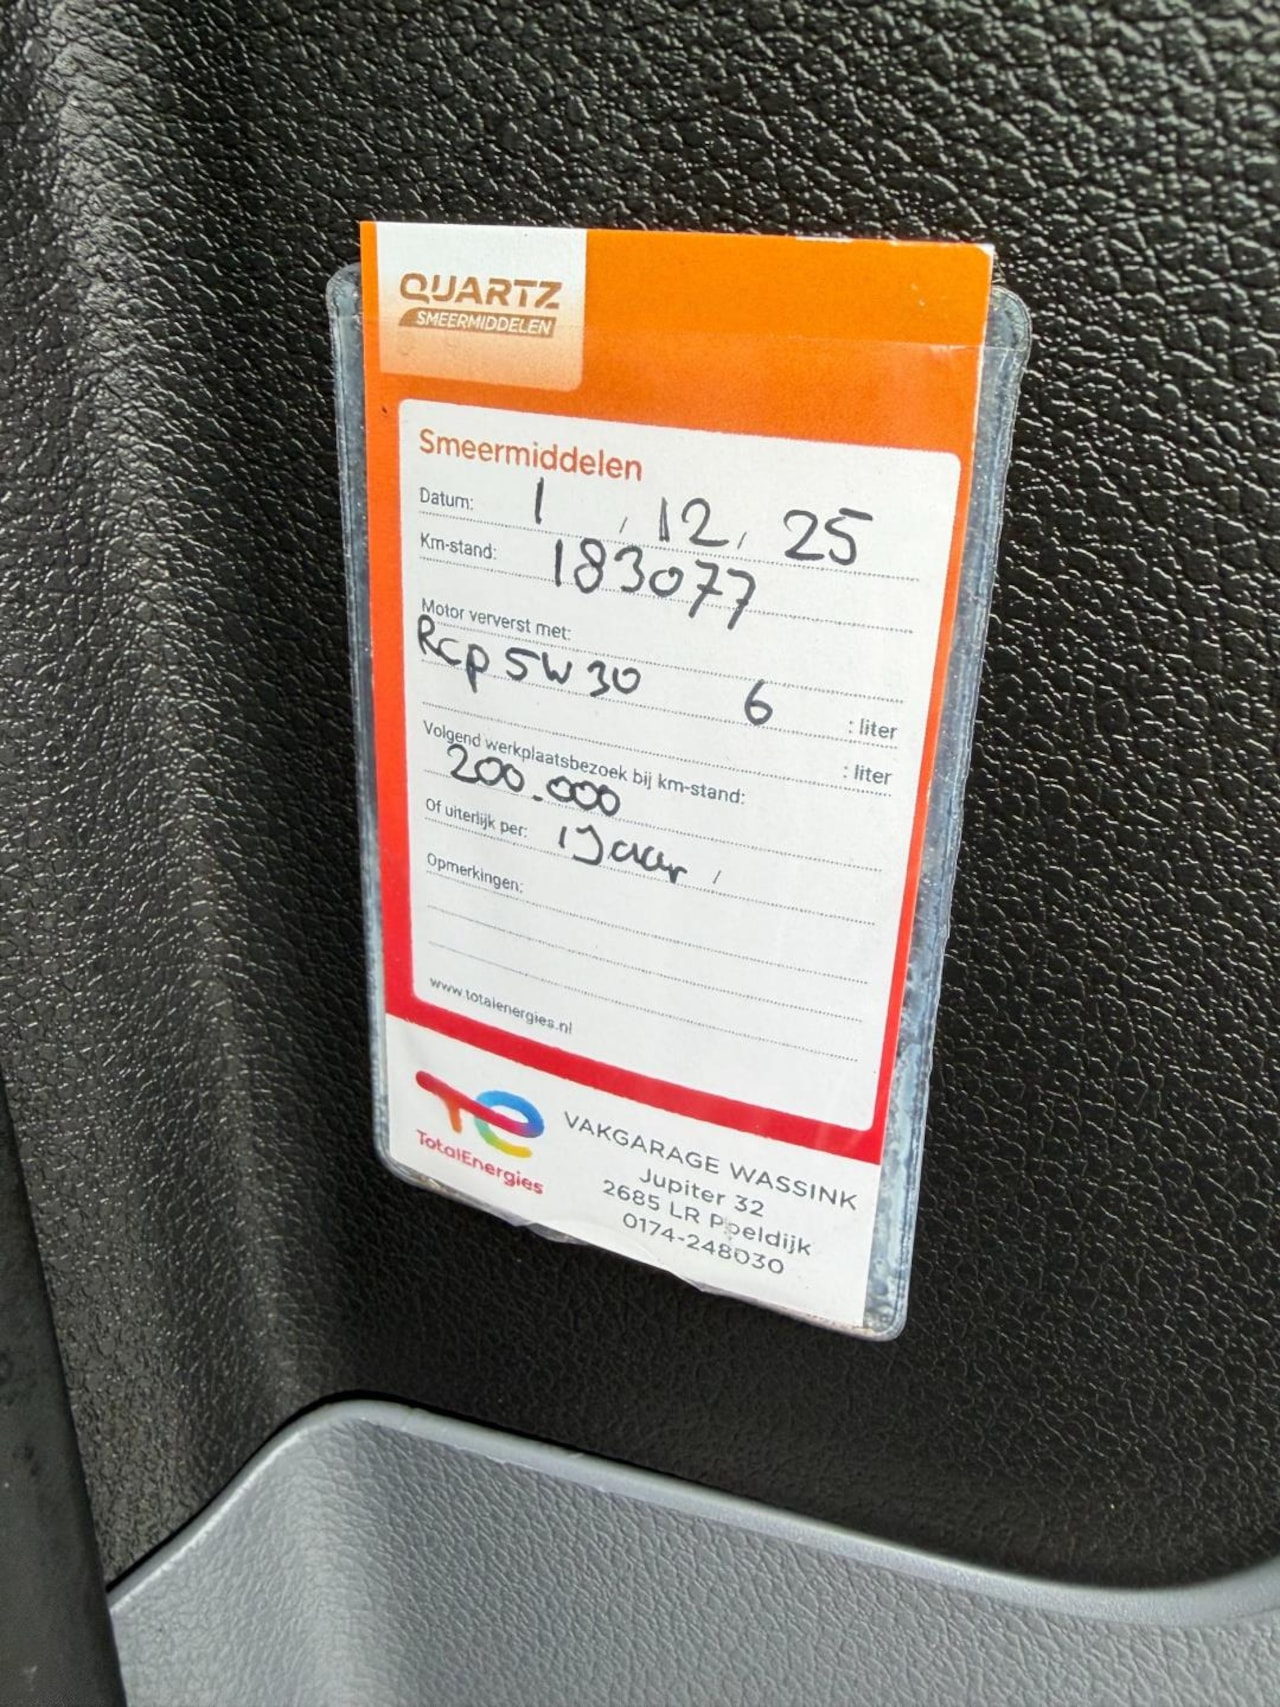 QUARTZ
SMEERMIDDELEN
Smeermiddelen
Datum: 1 , 12, 25
Km-stand: 183077
Motor ververst met:
Rcp 5W30 6 : liter
: liter
Volgend werkplaatsbezoek bij km-stand:
200.000
Of uiterlijk per: 1 Jaar ,
Opmerkingen:
www.totalenergies.nl
TotalEnergies
VAKGARAGE WASSINK
Jupiter 32
2685 LR Poeldijk
0174-248030